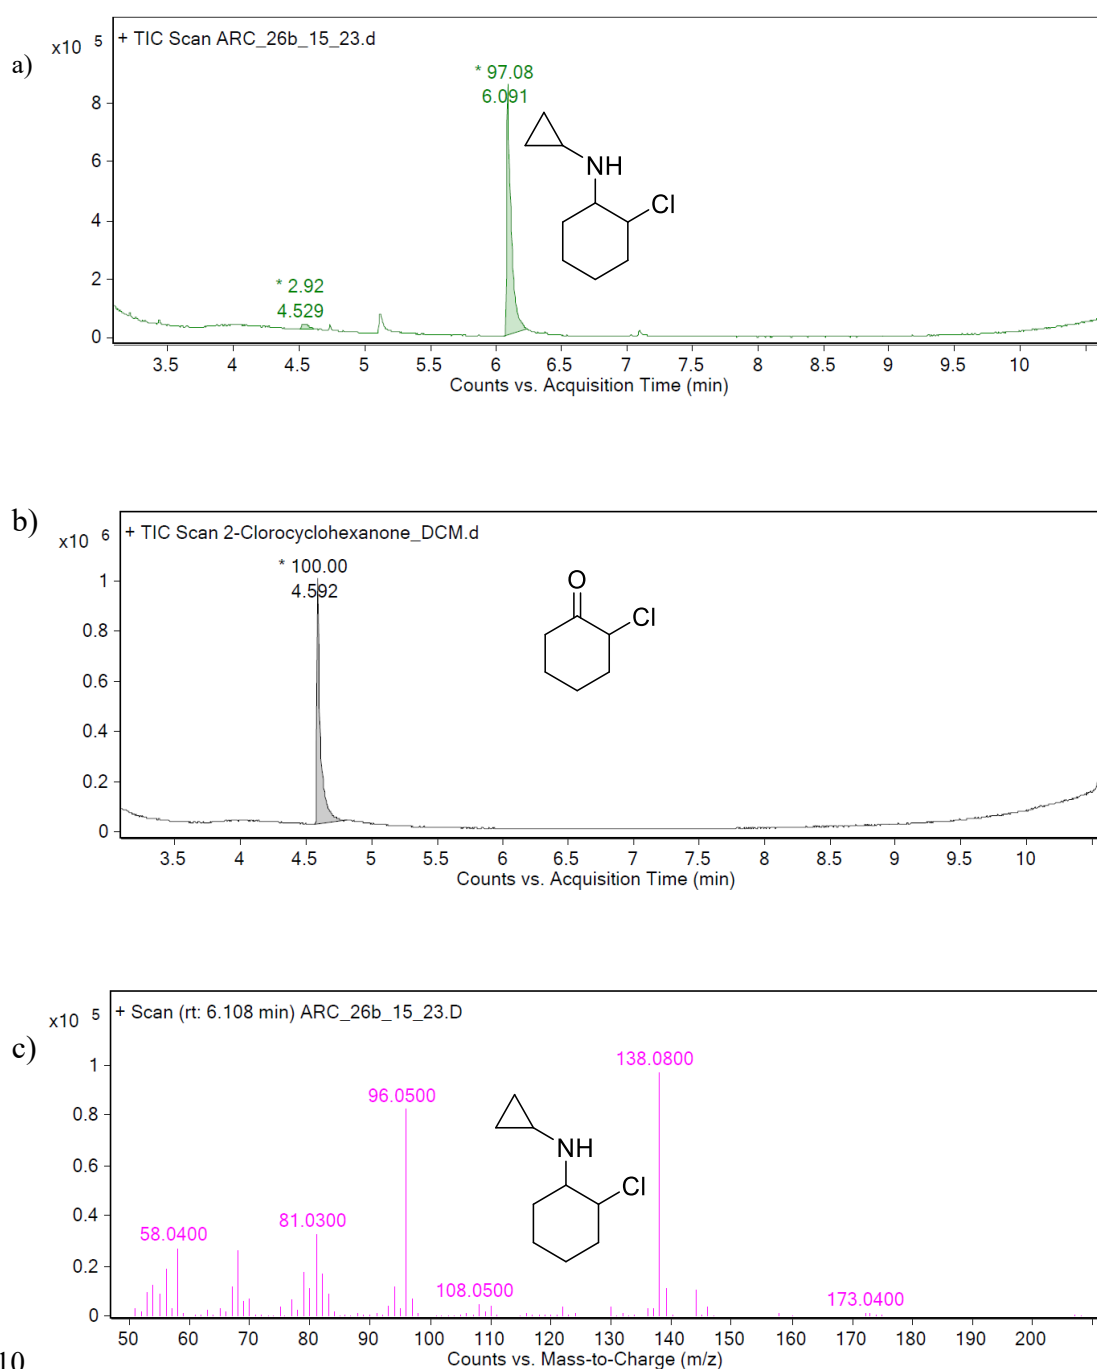 a)
x10 5
+ TIC Scan ARC_26b_15_23.d
* 97.08
6.091
NH
Cl
* 2.92
4.529
8
6
4
2
0
3.5 4 4.5 5 5.5 6 6.5 7 7.5 8 8.5 9 9.5 10
Counts vs. Acquisition Time (min)
b)
x10 6
+ TIC Scan 2-Clorocyclohexanone_DCM.d
* 100.00
4.592
O
Cl
1
0.8
0.6
0.4
0.2
0
3.5 4 4.5 5 5.5 6 6.5 7 7.5 8 8.5 9 9.5 10
Counts vs. Acquisition Time (min)
c)
x10 5
+ Scan (rt: 6.108 min) ARC_26b_15_23.D
138.0800
96.0500
NH
Cl
58.0400
81.0300
108.0500
173.0400
1
0.8
0.6
0.4
0.2
0
50 60 70 80 90 100 110 120 130 140 150 160 170 180 190 200
Counts vs. Mass-to-Charge (m/z)
10